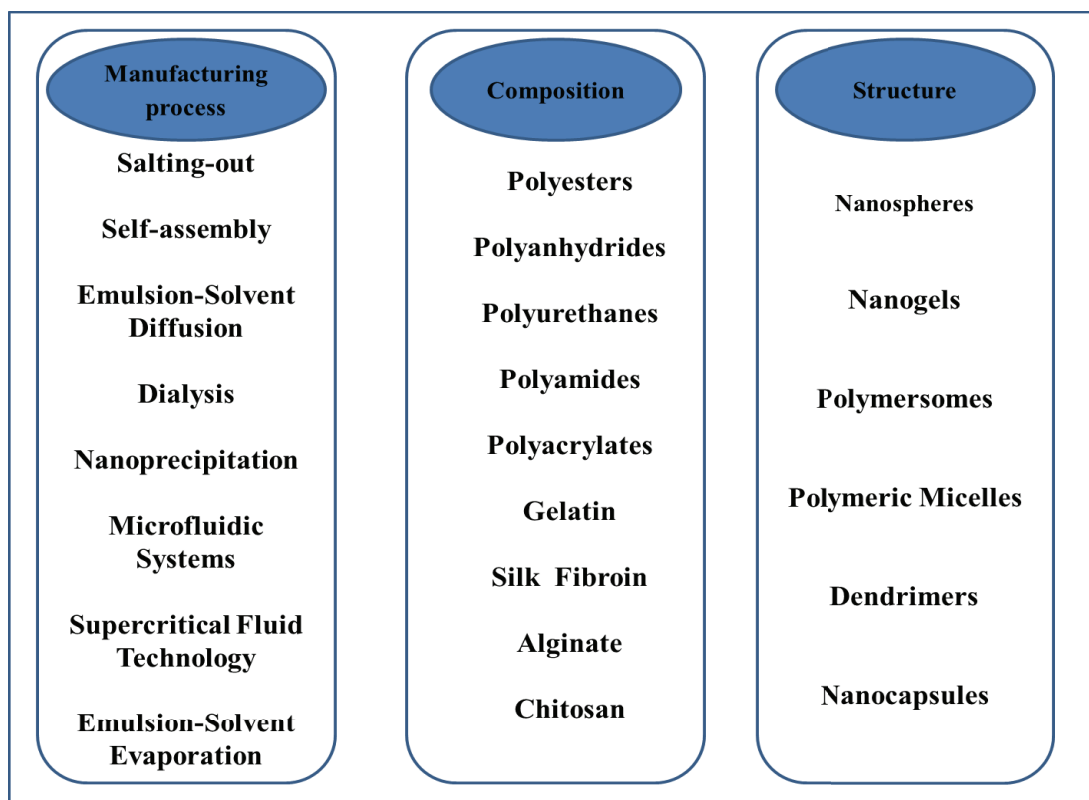 Manufacturing
process
Salting-out
Self-assembly
Emulsion-Solvent
Diffusion
Dialysis
Nanoprecipitation
Microfluidic
Systems
Supercritical Fluid
Technology
Emulsion-Solvent
Evaporation
Composition
Polyesters
Polyanhydrides
Polyurethanes
Polyamides
Polyacrylates
Gelatin
Silk Fibroin
Alginate
Chitosan
Structure
Nanospheres
Nanogels
Polymersomes
Polymeric Micelles
Dendrimers
Nanocapsules